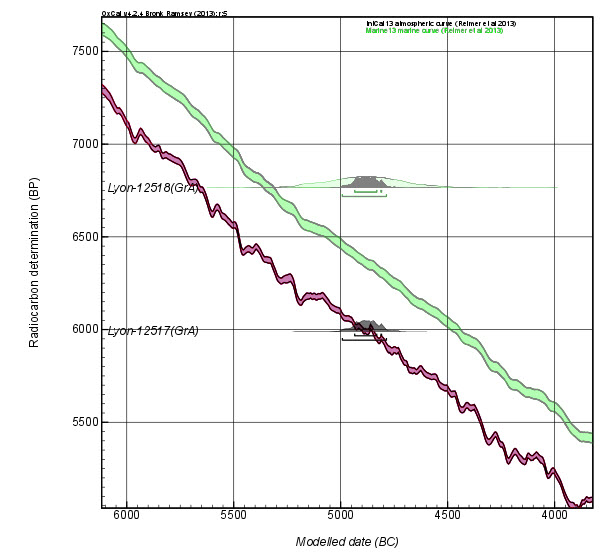 OxCal v4.2.4 Bronk Ramsey (2013); r:5
IntCal13 atmospheric curve (Reimer et al 2013)
Marine13 marine curve (Reimer et al 2013)
7500
7000
Lyon-12518(GrA)
6500
Radiocarbon determination (BP)
6000
Lyon-12517(GrA)
5500
6000 5500 5000 4500 4000
Modelled date (BC)